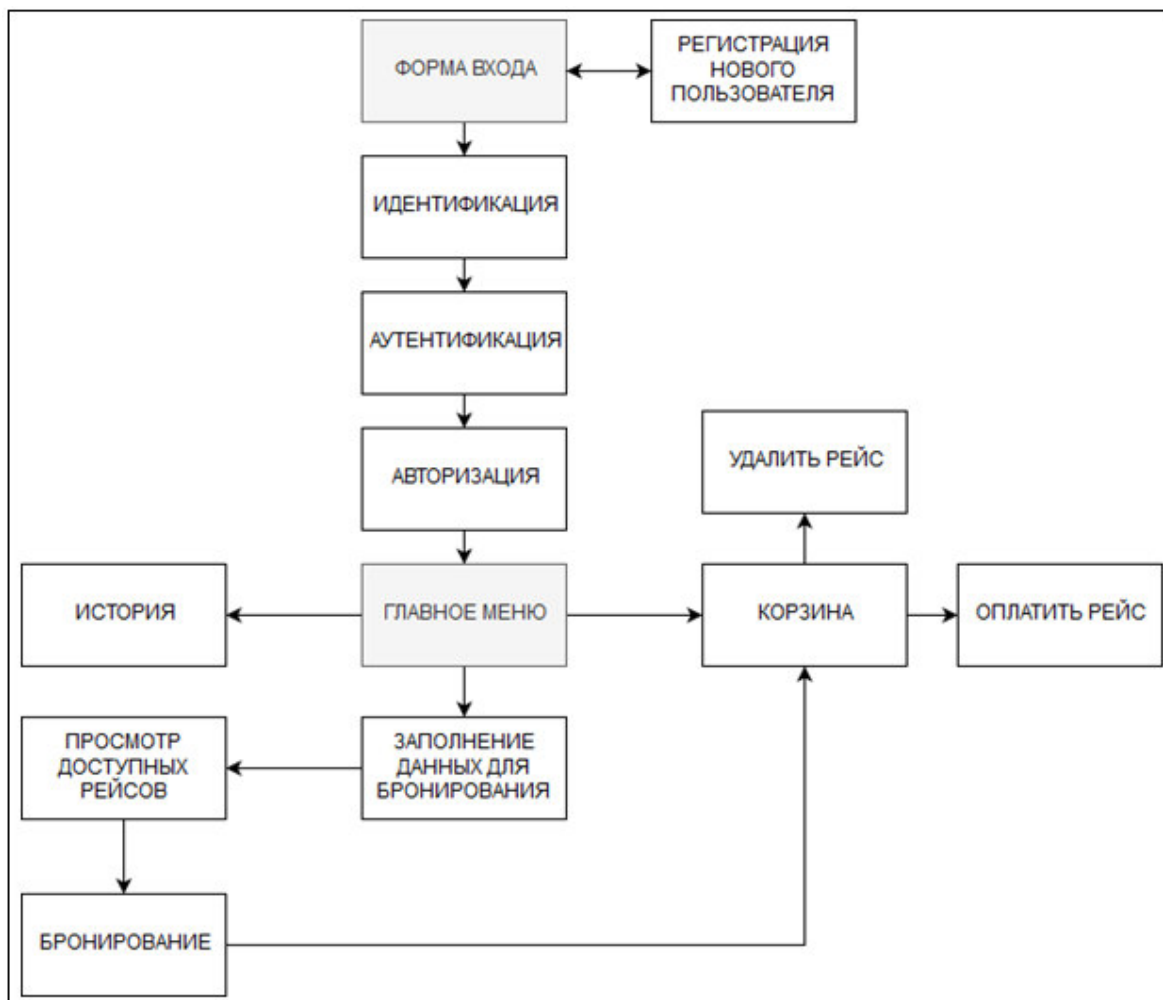 ФОРМА ВХОДА
РЕГИСТРАЦИЯ
НОВОГО
ПОЛЬЗОВАТЕЛЯ
ИДЕНТИФИКАЦИЯ
АУТЕНТИФИКАЦИЯ
АВТОРИЗАЦИЯ
УДАЛИТЬ РЕЙС
ИСТОРИЯ
ГЛАВНОЕ МЕНЮ
КОРЗИНА
ОПЛАТИТЬ РЕЙС
ПРОСМОТР
ДОСТУПНЫХ
РЕЙСОВ
ЗАПОЛНЕНИЕ
ДАННЫХ ДЛЯ
БРОНИРОВАНИЯ
БРОНИРОВАНИЕ